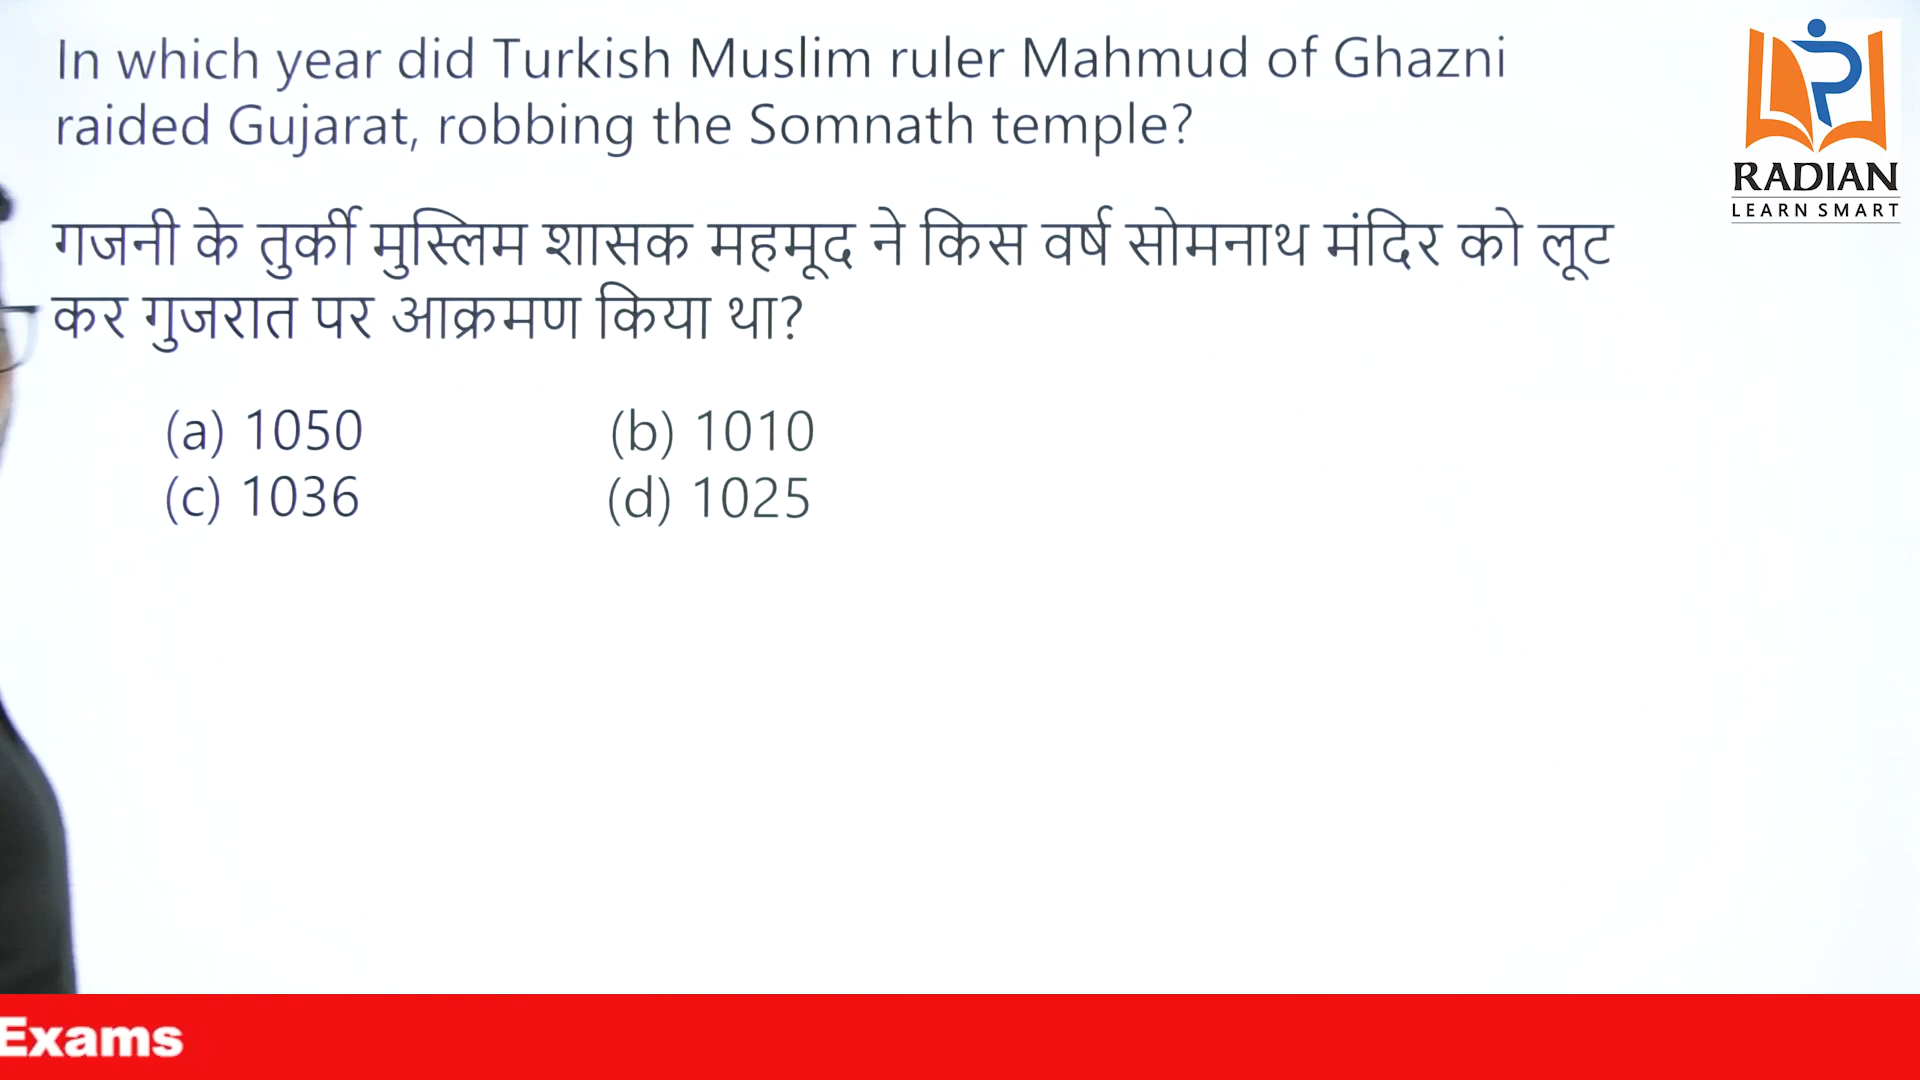 In which year did Turkish Muslim ruler Mahmud of Ghazni
raided Gujarat, robbing the Somnath temple?
गजनी के तुर्की मुस्लिम शासक महमूद ने किस वर्ष सोमनाथ मंदिर को लूट
कर गुजरात पर आक्रमण किया था?
(a) 1050 (b) 1010
(c) 1036 (d) 1025
RADIAN
LEARN SMART
Exams